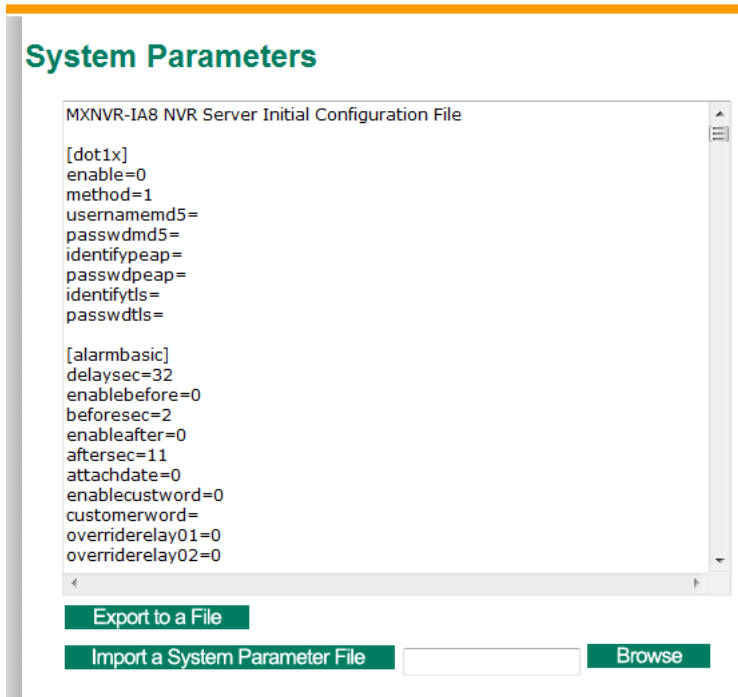 System Parameters
MXNVR-IA8 NVR Server Initial Configuration File
[dot1x]
enable=0
method=1
usernamemd5=
passwdmd5=
identifypeap=
passwdpeap=
identifytls=
passwdtls=
[alarmbasic]
delaysec=32
enablebefore=0
beforesec=2
enableafter=0
aftersec=11
attachdate=0
enablecustword=0
customerword=
overriderelay01=0
overriderelay02=0
Export to a File
Import a System Parameter File Browse